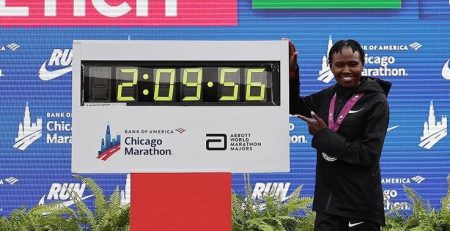 RUN
BANK OF AMERICA
Chicago
Marathon.
BANK OF AMERICA
Chicago
Marathon.
2:09:56
BANK OF AMERICA
Chicago
Marathon.
ABBOTT
WORLD
MARATHON
MAJORS
RUN
RUN